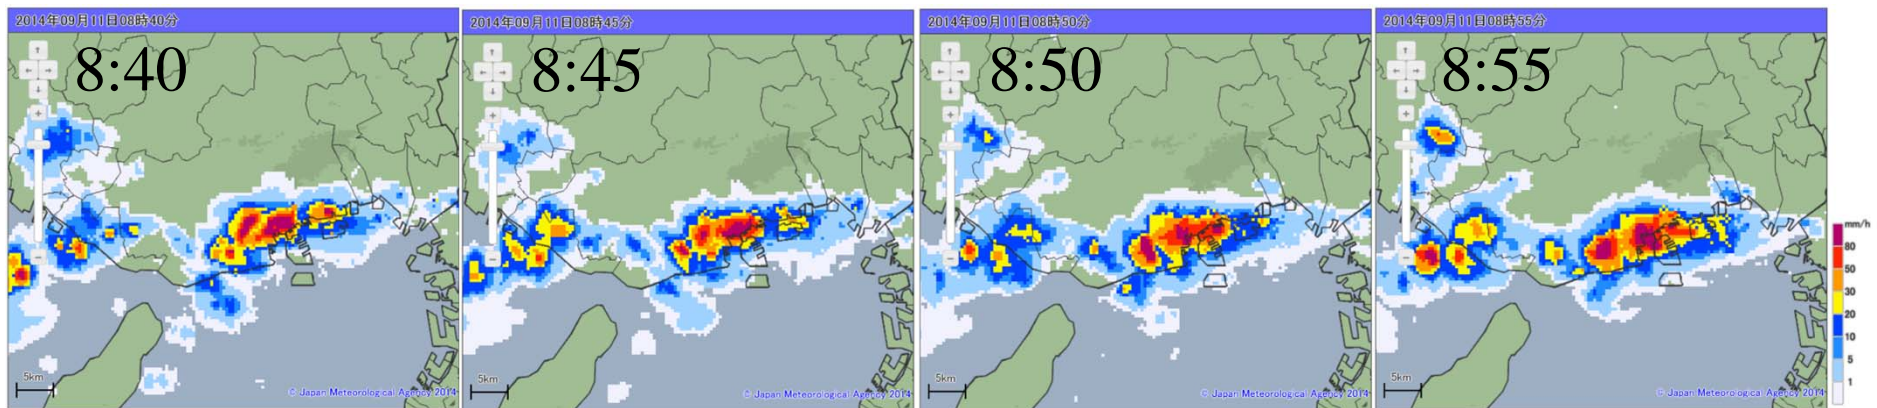 2014年09月11日08時40分
8:40
5km
© Japan Meteorological Agency 2014
2014年09月11日08時45分
8:45
5km
© Japan Meteorological Agency 2014
2014年09月11日08時50分
8:50
5km
© Japan Meteorological Agency 2014
2014年09月11日08時55分
8:55
5km
© Japan Meteorological Agency 2014
mm/h
80
50
30
20
10
5
1